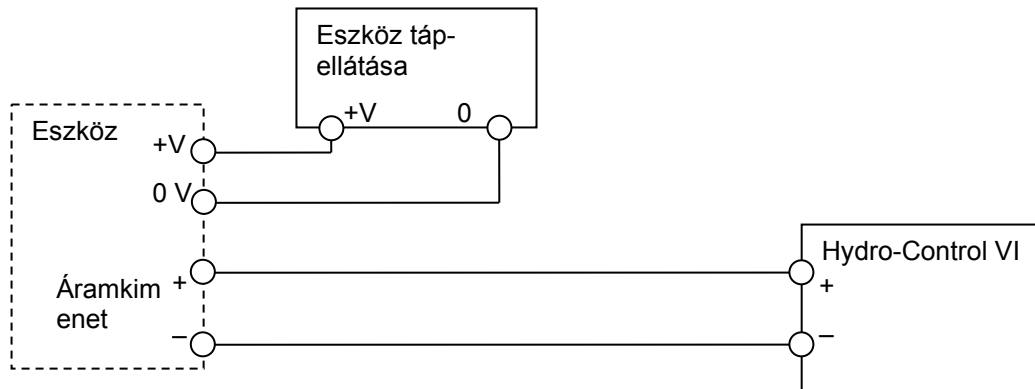 Eszköz táp-
ellátása
+V
0
Eszköz
+V
0 V
Áramkim
enet
+
–
Hydro-Control VI
+
–